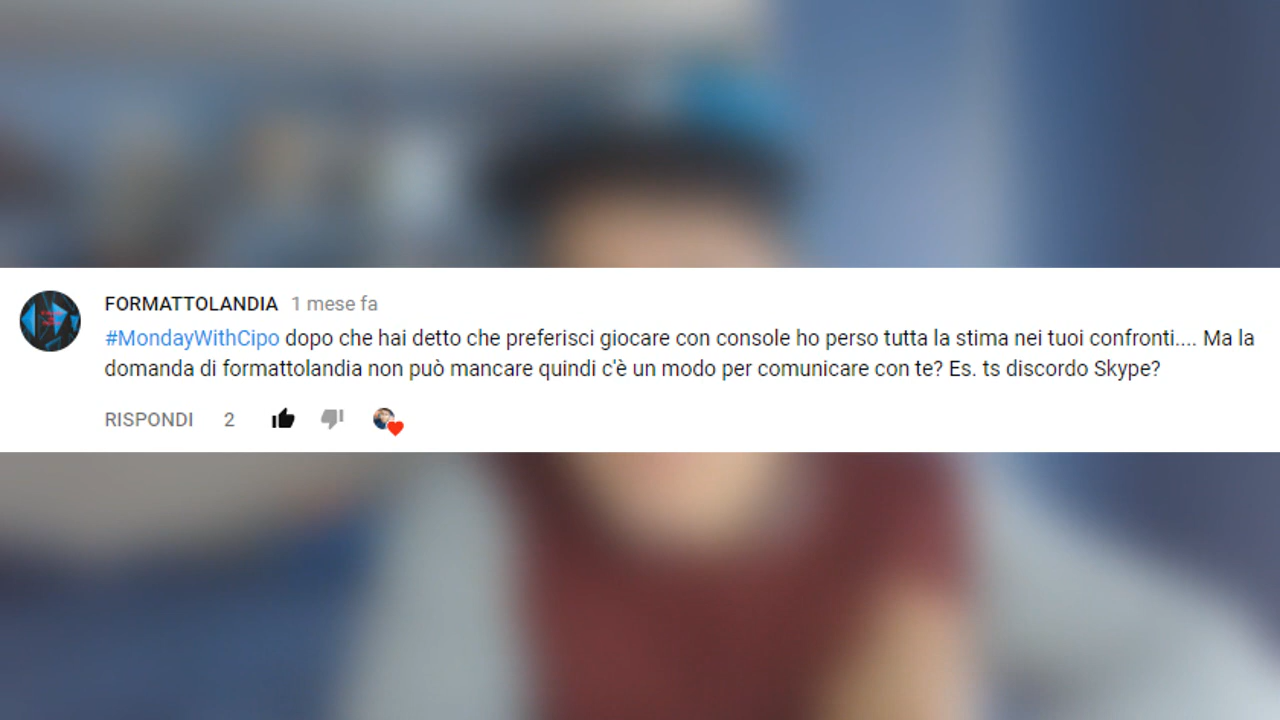 FORMATTOLANDIA 1 mese fa
#MondayWithCipo dopo che hai detto che preferisci giocare con console ho perso tutta la stima nei tuoi confronti.... Ma la
domanda di formattolandia non può mancare quindi c'è un modo per comunicare con te? Es. ts discordo Skype?
RISPONDI 2